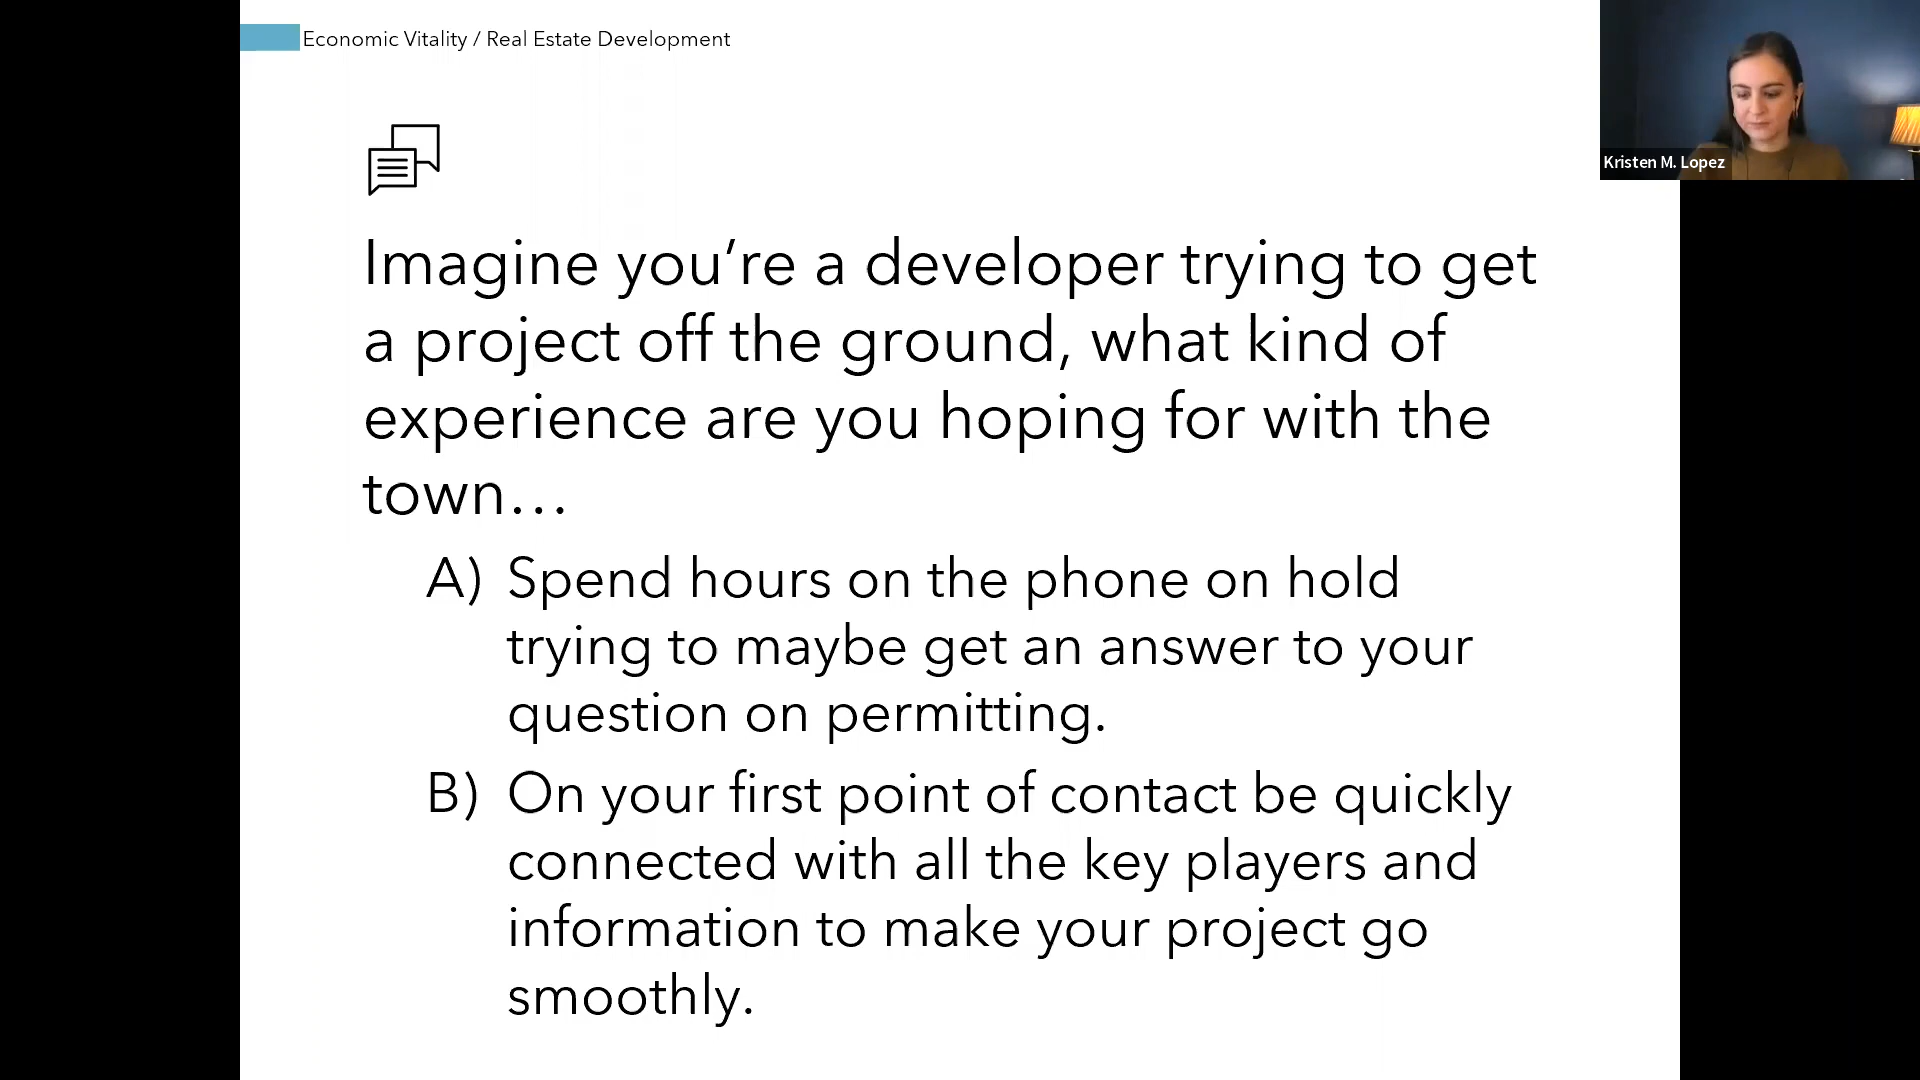 Economic Vitality / Real Estate Development
Kristen M. Lopez
Imagine you’re a developer trying to get
a project off the ground, what kind of
experience are you hoping for with the
town…
A) Spend hours on the phone on hold
trying to maybe get an answer to your
question on permitting.
B) On your first point of contact be quickly
connected with all the key players and
information to make your project go
smoothly.